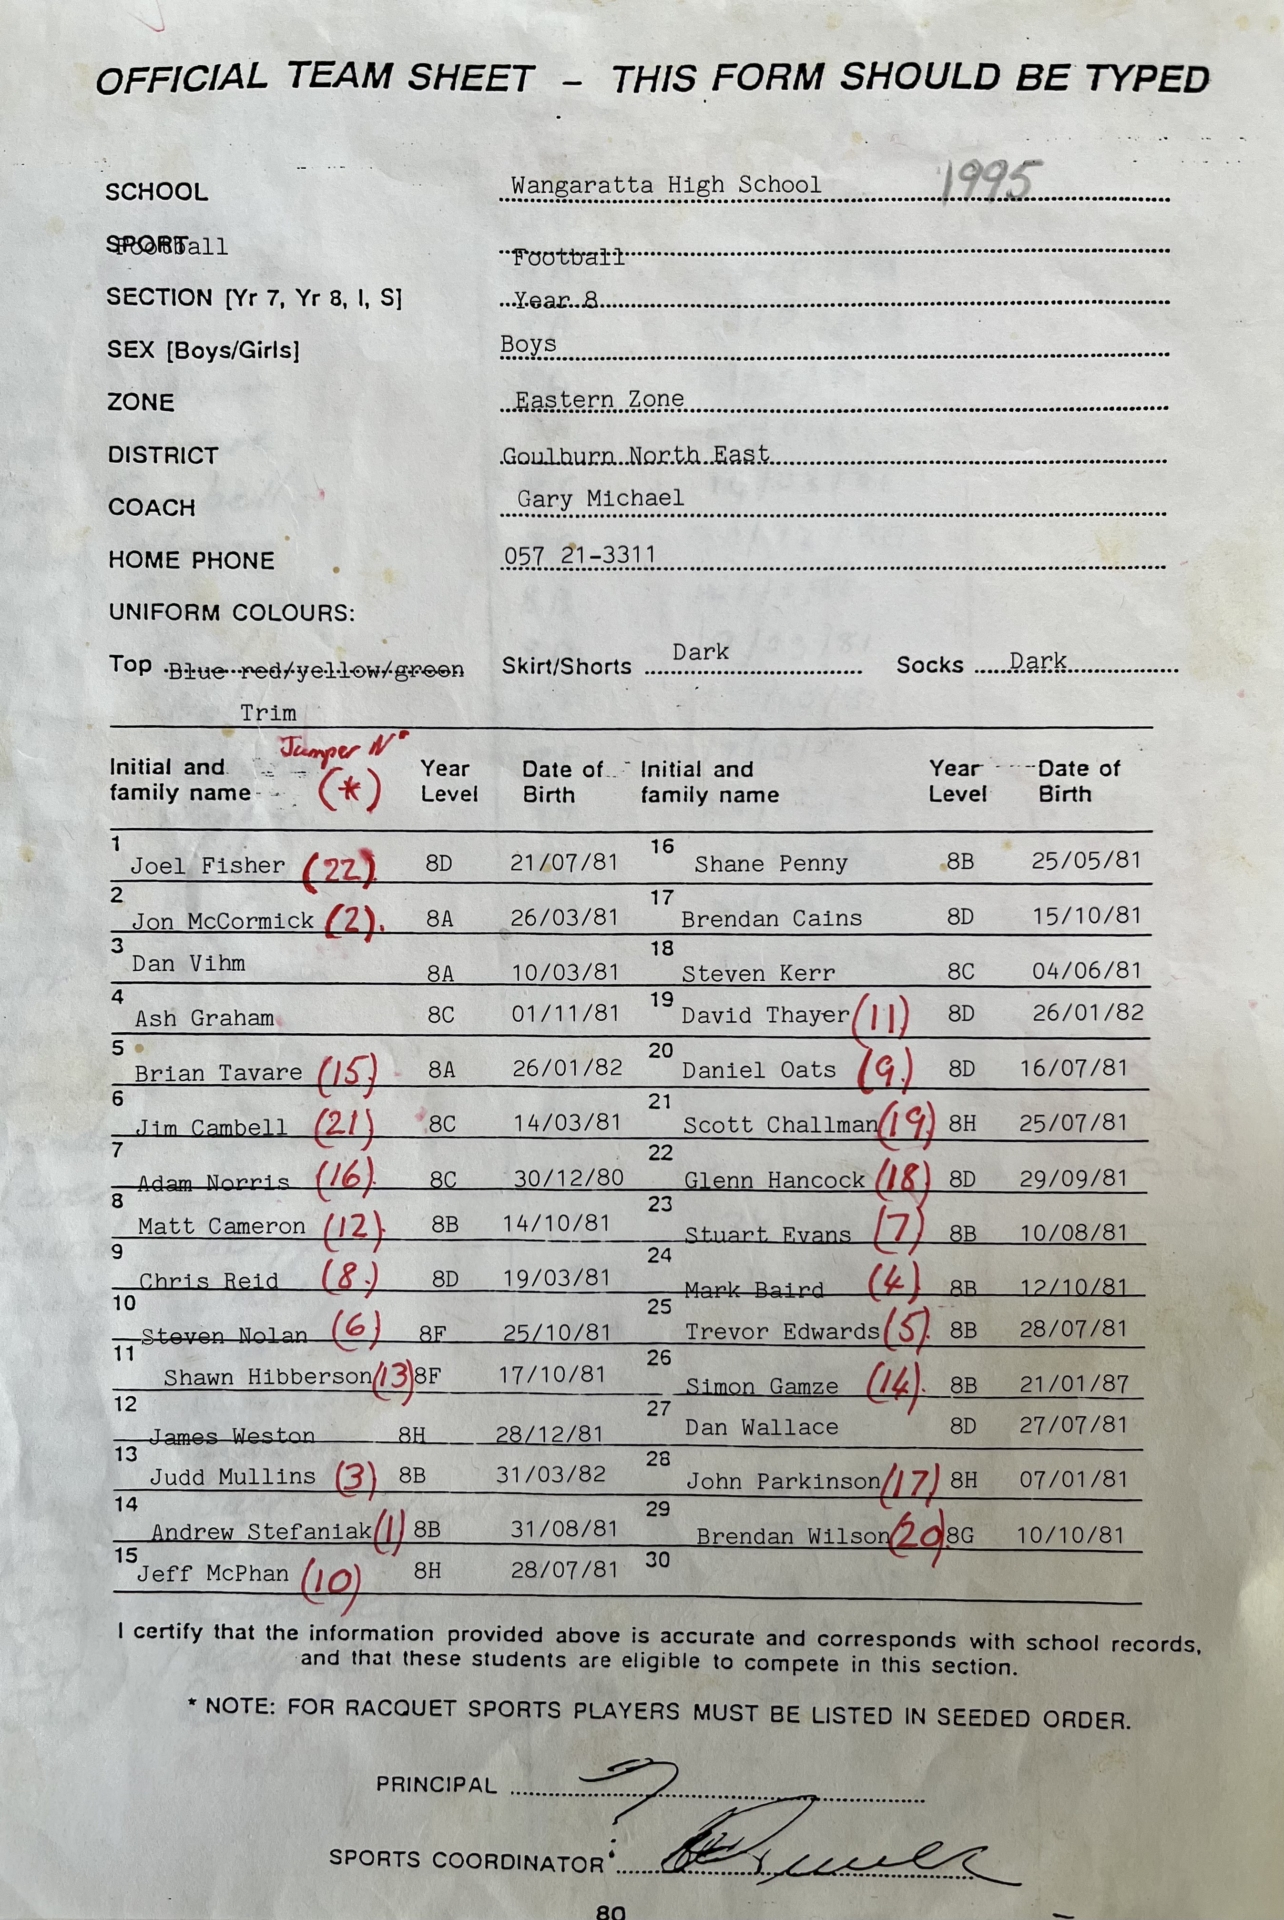 OFFICIAL TEAM SHEET – THIS FORM SHOULD BE TYPED
SCHOOL Wangaratta High School 1995
SPORT Football Football
SECTION [Yr 7, Yr 8, I, S] Year 8
SEX [Boys/Girls] Boys
ZONE Eastern Zone
DISTRICT Goulburn North East
COACH Gary Michael
HOME PHONE 057 21-3311
UNIFORM COLOURS:
Top Blue red/yellow/green Skirt/Shorts Dark Socks Dark
Trim
Jumper No
Initial and Year Date of Initial and Year Date of
family name (*) Level Birth family name Level Birth
1 Joel Fisher (22) 8D 21/07/81 16 Shane Penny 8B 25/05/81
2 Jon McCormick (2). 8A 26/03/81 17 Brendan Cains 8D 15/10/81
3 Dan Vihm 8A 10/03/81 18 Steven Kerr 8C 04/06/81
4 Ash Graham 8C 01/11/81 19 David Thayer (11) 8D 26/01/82
5 Brian Tavare (15) 8A 26/01/82 20 Daniel Oats (9.) 8D 16/07/81
6 Jim Cambell (21) 8C 14/03/81 21 Scott Challman (19) 8H 25/07/81
7 Adam Norris (16) 8C 30/12/80 22 Glenn Hancock (18) 8D 29/09/81
8 Matt Cameron (12) 8B 14/10/81 23 Stuart Evans (7) 8B 10/08/81
9 Chris Reid (8.) 8D 19/03/81 24 Mark Baird (4) 8B 12/10/81
10 Steven Nolan (6) 8F 25/10/81 25 Trevor Edwards (5) 8B 28/07/81
11 Shawn Hibberson (13) 8F 17/10/81 26 Simon Gamze (14). 8B 21/01/87
12 James Weston 8H 28/12/81 27 Dan Wallace 8D 27/07/81
13 Judd Mullins (3) 8B 31/03/82 28 John Parkinson (17) 8H 07/01/81
14 Andrew Stefaniak (1) 8B 31/08/81 29 Brendan Wilson (20) 8G 10/10/81
15 Jeff McPhan (10) 8H 28/07/81 30
I certify that the information provided above is accurate and corresponds with school records,
and that these students are eligible to compete in this section.
* NOTE: FOR RACQUET SPORTS PLAYERS MUST BE LISTED IN SEEDED ORDER.
PRINCIPAL
SPORTS COORDINATOR
80